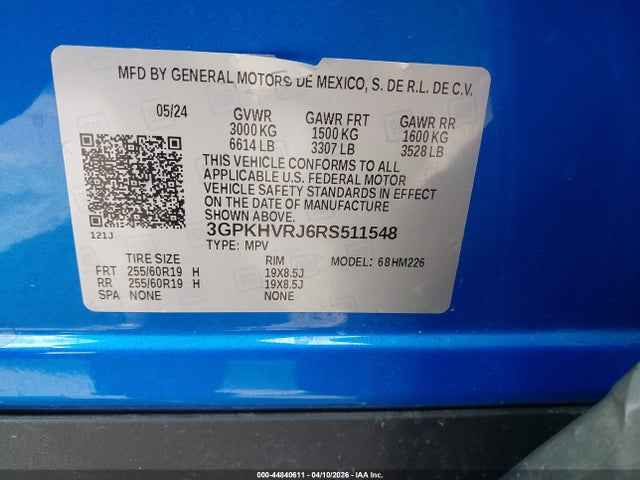 MFD BY GENERAL MOTORS DE MEXICO, S. DE R.L. DE C.V.
05/24 GVWR GAWR FRT GAWR RR
3000 KG 1500 KG 1600 KG
6614 LB 3307 LB 3528 LB
THIS VEHICLE CONFORMS TO ALL
APPLICABLE U.S. FEDERAL MOTOR
VEHICLE SAFETY STANDARDS IN EFFECT
ON THE DATE OF MANUFACTURE
SHOWN ABOVE.
3GPKHVRJ6RS511548
121J TYPE: MPV
TIRE SIZE RIM MODEL: 68HM226
FRT 255/60R19 H 19X8.5J
RR 255/60R19 H 19X8.5J
SPA NONE NONE
000-44840611 - 04/10/2026 - IAA Inc.